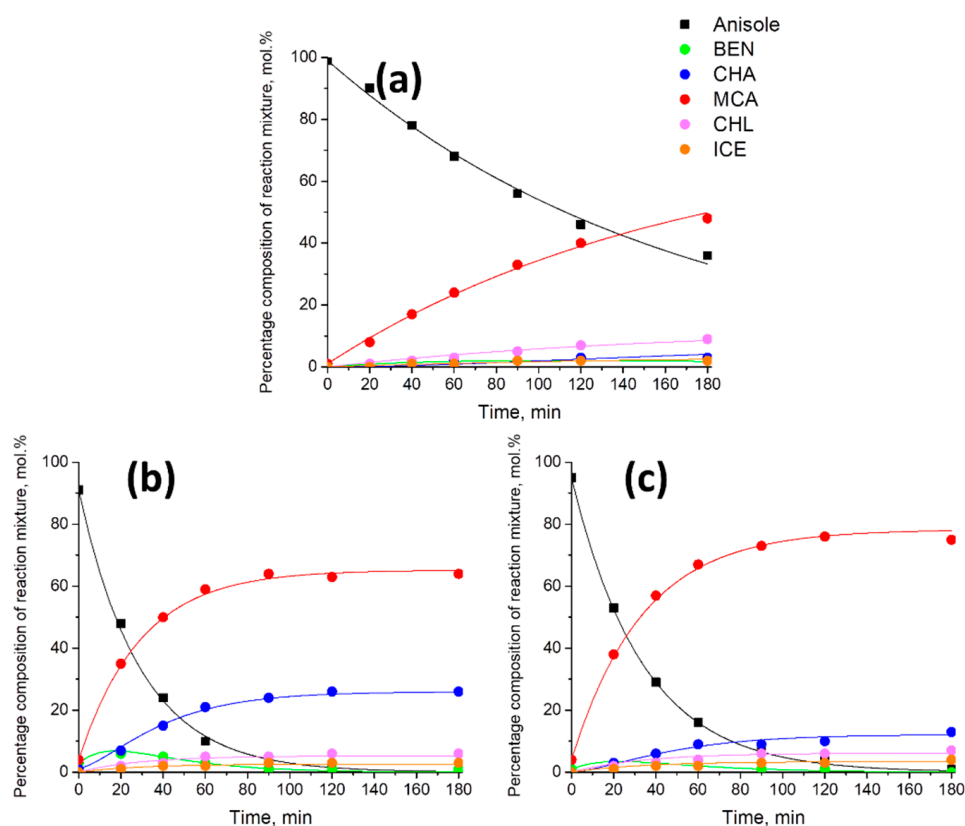 Anisole
BEN
CHA
MCA
CHL
ICE
(a)
Percentage composition of reaction mixture, mol.%
100
80
60
40
20
0
0 20 40 60 80 100 120 140 160 180
Time, min
(b)
Percentage composition of reaction mixture, mol.%
100
80
60
40
20
0
0 20 40 60 80 100 120 140 160 180
Time, min
(c)
Percentage composition of reaction mixture, mol.%
100
80
60
40
20
0
0 20 40 60 80 100 120 140 160 180
Time, min